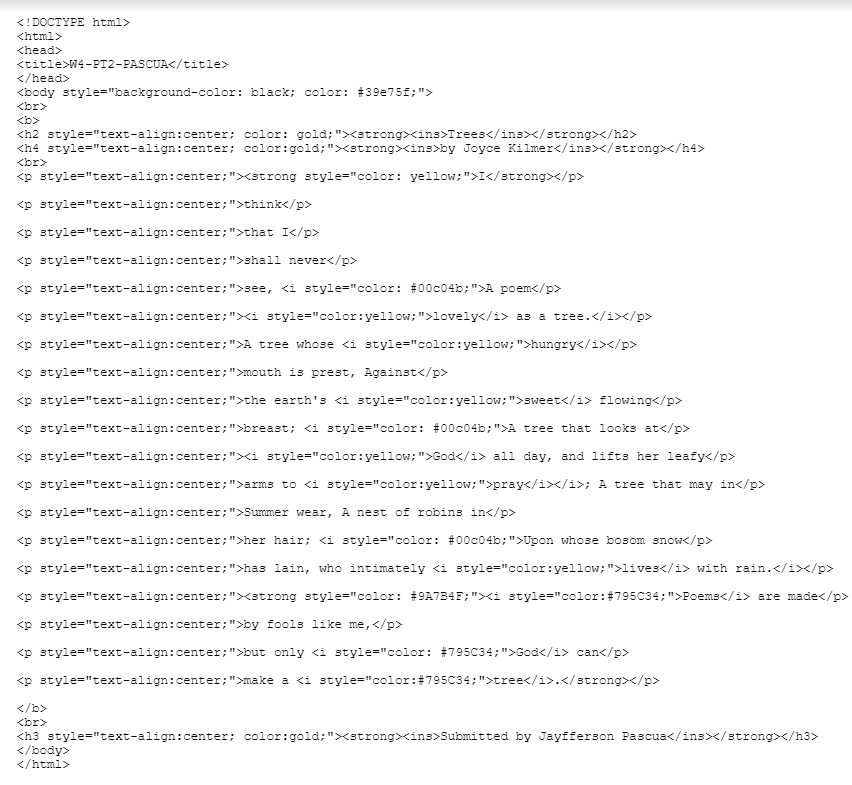 <!DOCTYPE html>
<html>
<head>
<title>W4-PT2-PASCUA</title>
</head>
<body style="background-color: black; color: #39e75f;">
<br>
<b>
<h2 style="text-align:center; color: gold;"><strong><ins>Trees</ins></strong></h2>
<h4 style="text-align:center; color:gold;"><strong><ins>by Joyce Kilmer</ins></strong></h4>
<br>
<p style="text-align:center;"><strong style="color: yellow;">I</strong></p>
<p style="text-align:center;">think</p>
<p style="text-align:center;">that I</p>
<p style="text-align:center;">shall never</p>
<p style="text-align:center;">see, <i style="color: #00c04b;">A poem</p>
<p style="text-align:center;"><i style="color:yellow;">lovely</i> as a tree.</i></p>
<p style="text-align:center;">A tree whose <i style="color:yellow;">hungry</i></p>
<p style="text-align:center;">mouth is prest, Against</p>
<p style="text-align:center;">the earth's <i style="color:yellow;">sweet</i> flowing</p>
<p style="text-align:center;">breast; <i style="color: #00c04b;">A tree that looks at</p>
<p style="text-align:center;"><i style="color:yellow;">God</i> all day, and lifts her leafy</p>
<p style="text-align:center;">arms to <i style="color:yellow;">pray</i></i>; A tree that may in</p>
<p style="text-align:center;">Summer wear, A nest of robins in</p>
<p style="text-align:center;">her hair; <i style="color: #00c04b;">Upon whose bosom snow</p>
<p style="text-align:center;">has lain, who intimately <i style="color:yellow;">lives</i> with rain.</i></p>
<p style="text-align:center;"><strong style="color: #9A7B4F;"><i style="color:#795C34;">Poems</i> are made</p>
<p style="text-align:center;">by fools like me,</p>
<p style="text-align:center;">but only <i style="color: #795C34;">God</i> can</p>
<p style="text-align:center;">make a <i style="color:#795C34;">tree</i>.</strong></p>
</b>
<br>
<h3 style="text-align:center; color:gold;"><strong><ins>Submitted by Jayfferson Pascua</ins></strong></h3>
</body>
</html>